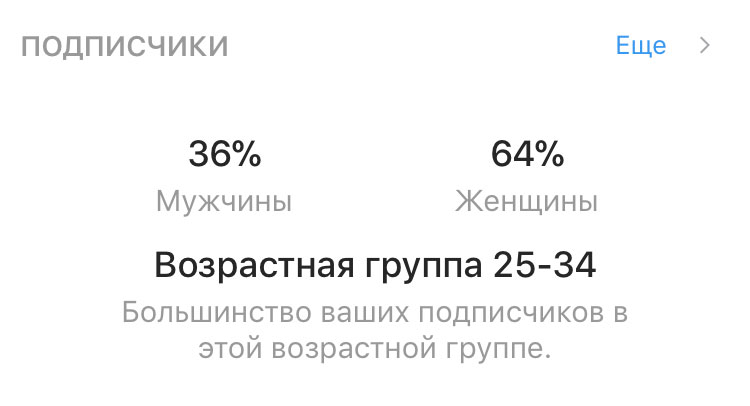 ПОДПИСЧИКИ Еще
36% 64%
Мужчины Женщины
Возрастная группа 25-34
Большинство ваших подписчиков в
этой возрастной группе.